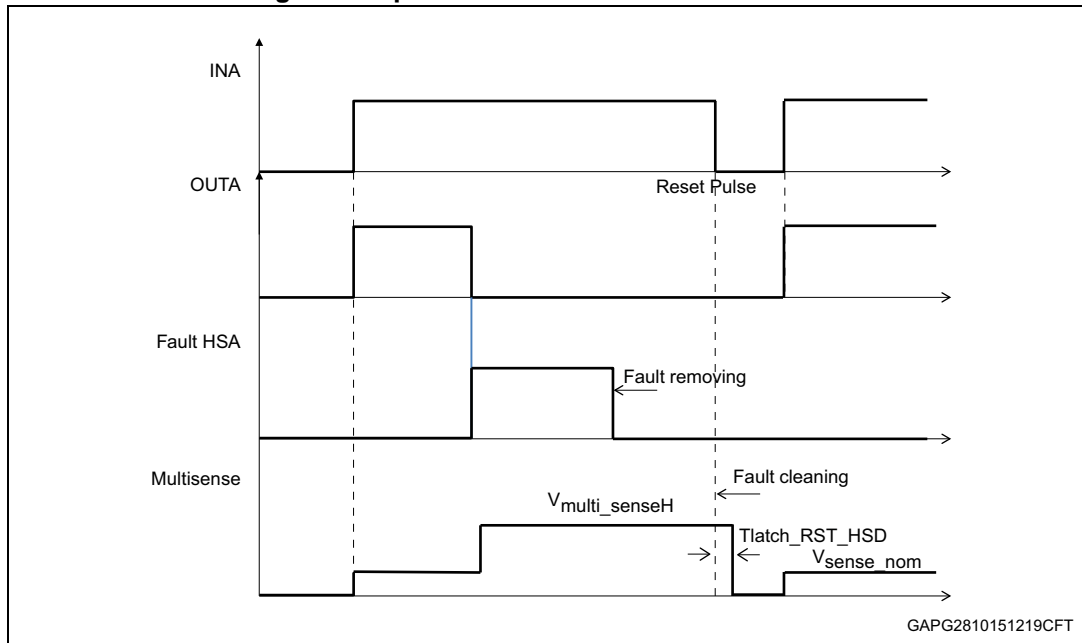 INA
OUTA
Reset Pulse
Fault HSA
Fault removing
Multisense
Fault cleaning
Vmulti_senseH
Tlatch_RST_HSD
Vsense_nom
GAPG2810151219CFT